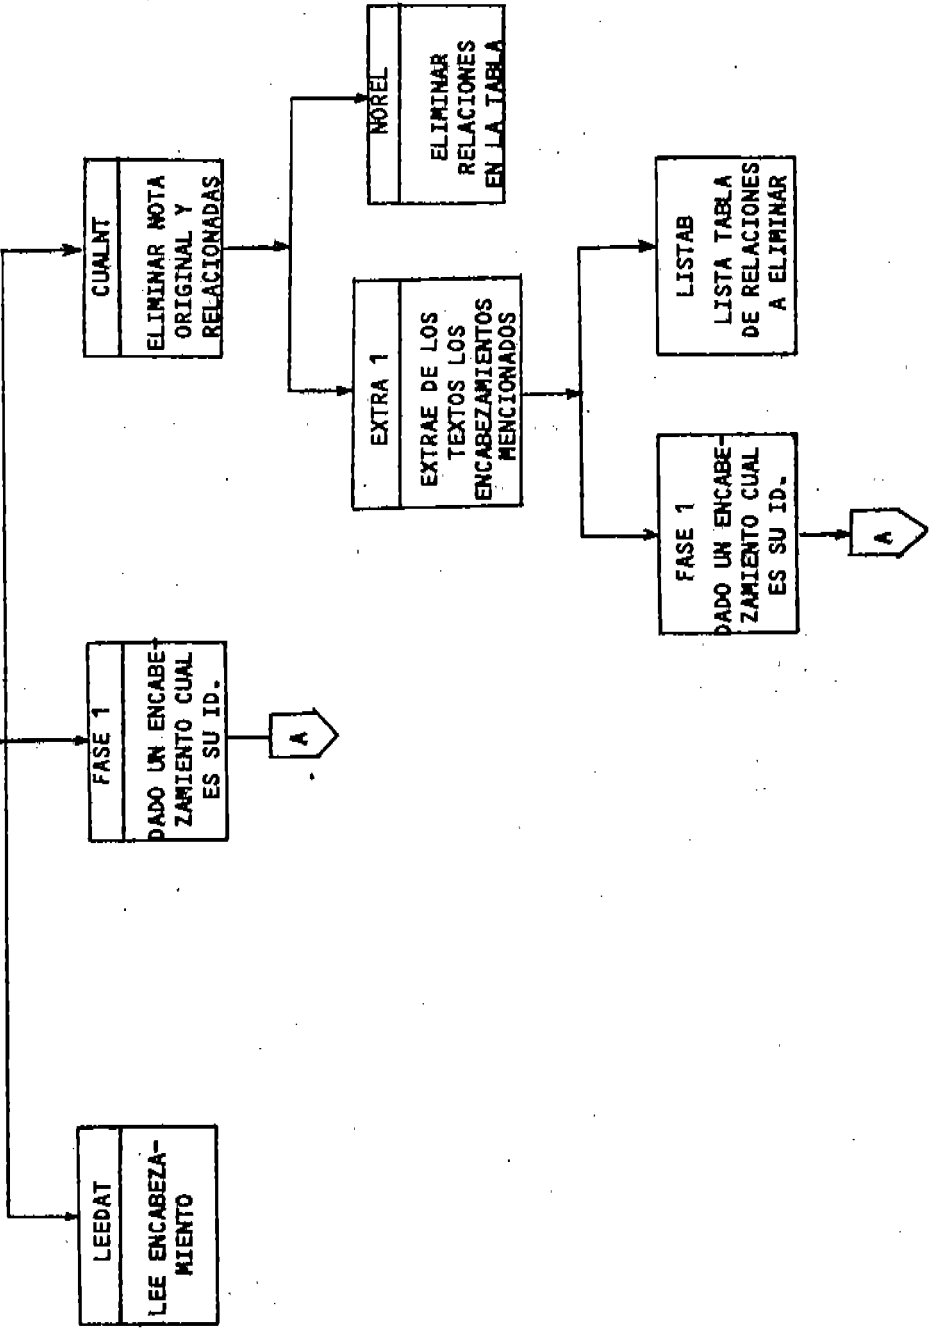 LEEDAT
LEE ENCABEZA-
MIENTO
FASE 1
DADO UN ENCABE-
ZAMIENTO CUAL
ES SU ID.
A
CUALNT
ELIMINAR NOTA
ORIGINAL Y
RELACIONADAS
EXTRA 1
EXTRAE DE LOS
TEXTOS LOS
ENCABEZAMIENTOS
MENCIONADOS
NOREL
ELIMINAR
RELACIONES
EN LA TABLA
FASE 1
DADO UN ENCABE-
ZAMIENTO CUAL
ES SU ID.
A
LISTAB
LISTA TABLA
DE RELACIONES
A ELIMINAR